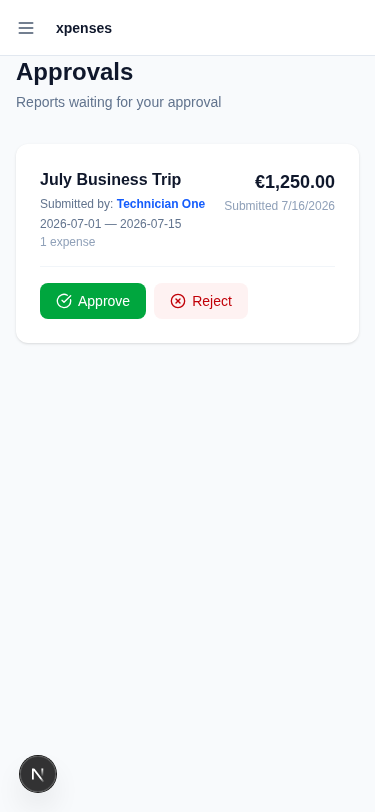 xpenses
Approvals
Reports waiting for your approval
July Business Trip
€1,250.00
Submitted by: Technician One
Submitted 7/16/2026
2026-07-01 — 2026-07-15
1 expense
Approve
Reject
N